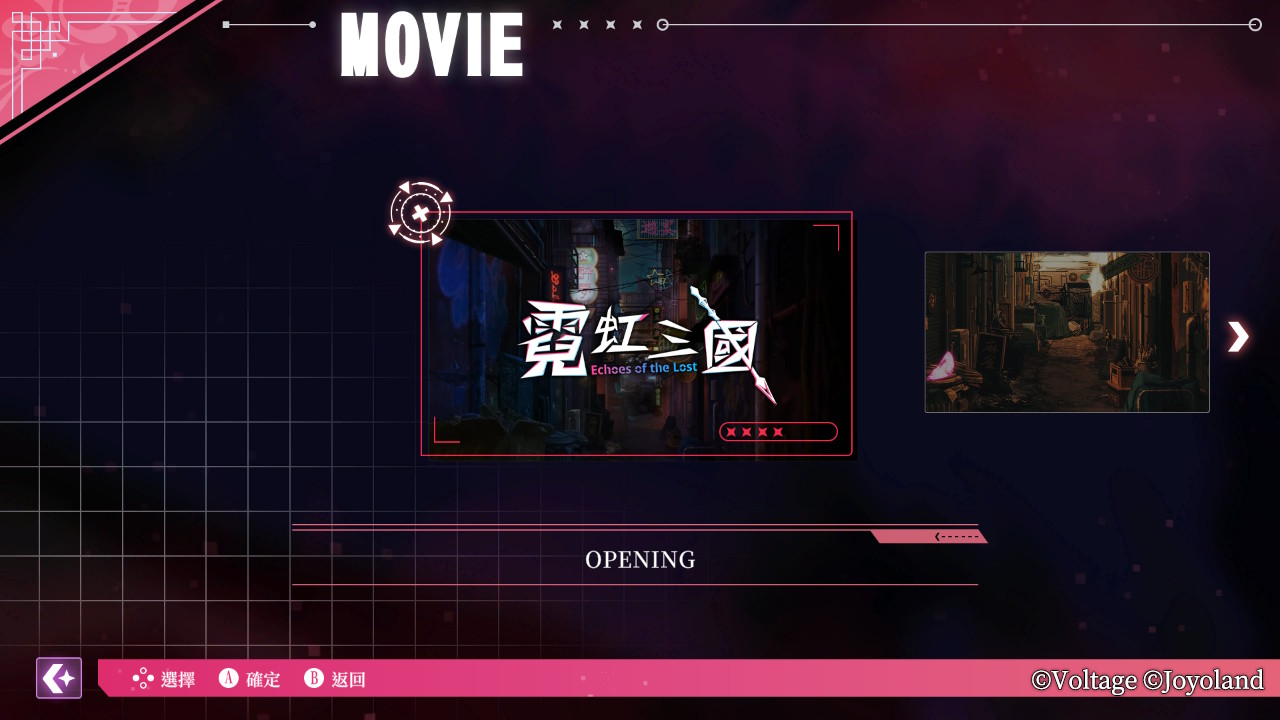 MOVIE
霓虹三國
Echoes of the Lost
OPENING
選擇 A 確定 B 返回
©Voltage ©Joyoland